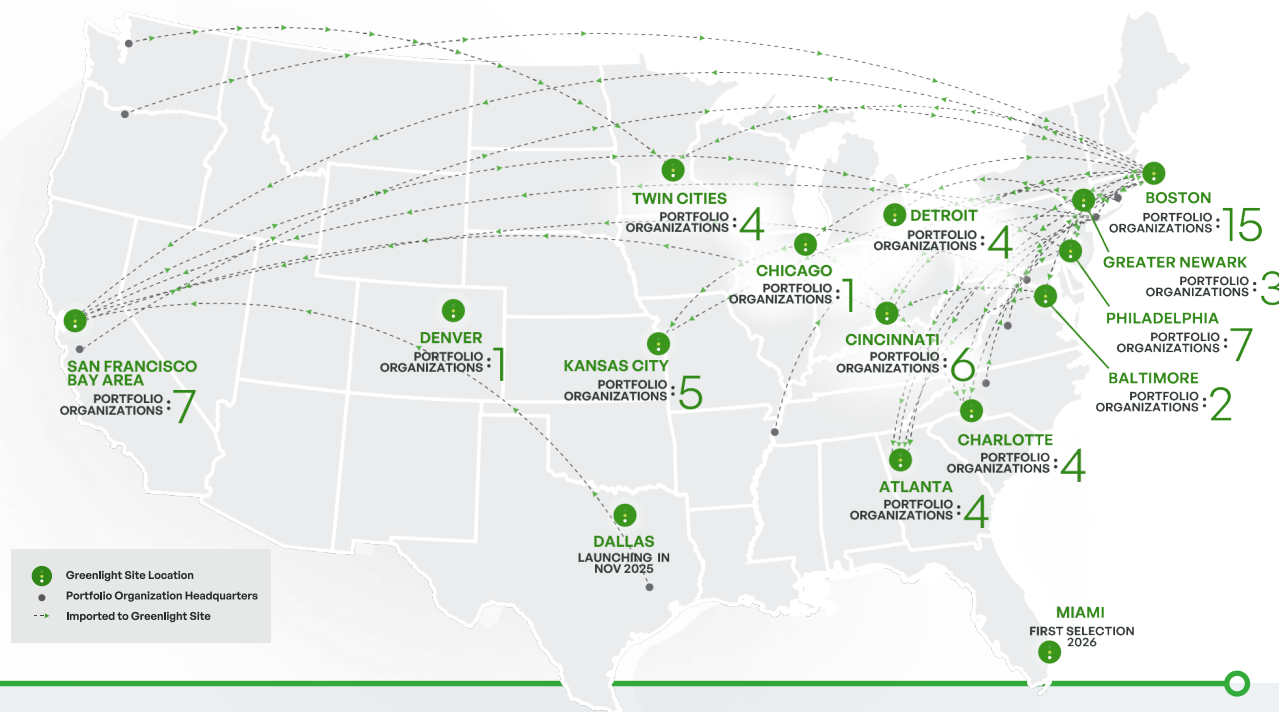 TWIN CITIES
PORTFOLIO
ORGANIZATIONS : 4
DETROIT
PORTFOLIO
ORGANIZATIONS : 4
BOSTON
PORTFOLIO
ORGANIZATIONS : 15
CHICAGO
PORTFOLIO
ORGANIZATIONS : 1
GREATER NEWARK
PORTFOLIO
ORGANIZATIONS : 3
PHILADELPHIA
PORTFOLIO
ORGANIZATIONS : 7
DENVER
PORTFOLIO
ORGANIZATIONS : 1
CINCINNATI
PORTFOLIO
ORGANIZATIONS : 6
KANSAS CITY
PORTFOLIO
ORGANIZATIONS : 5
SAN FRANCISCO
BAY AREA
PORTFOLIO
ORGANIZATIONS : 7
BALTIMORE
PORTFOLIO
ORGANIZATIONS : 2
CHARLOTTE
PORTFOLIO
ORGANIZATIONS : 4
ATLANTA
PORTFOLIO
ORGANIZATIONS : 4
DALLAS
LAUNCHING IN
NOV 2025
Greenlight Site Location
Portfolio Organization Headquarters
Imported to Greenlight Site
MIAMI
FIRST SELECTION
2026